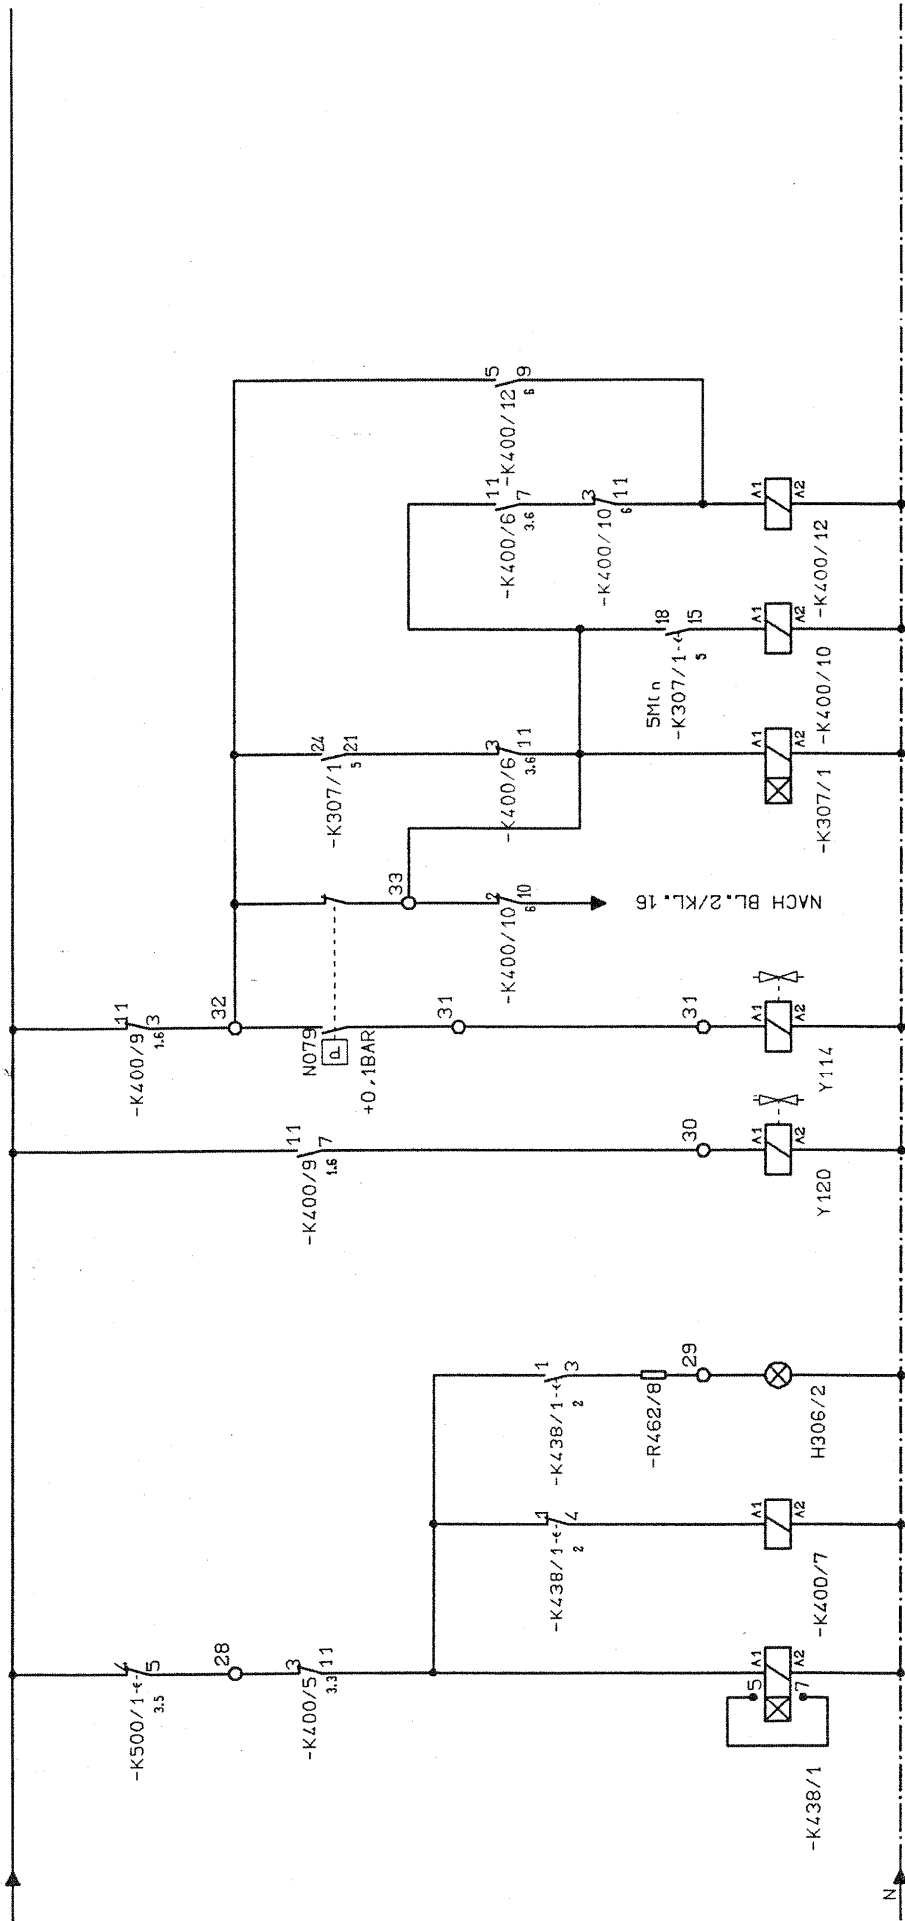 -K500/1
4
5
3.5
28
-K400/5
3
11
3.3
A1
A2
5
7
-K438/1
-K438/1
1
4
2
A1
A2
-K400/7
-K438/1
1
3
2
-R462/8
29
H306/2
-K400/9
11
7
1.6
30
A1
A2
Y120
-K400/9
11
3
1.6
32
N079
P
+0,1BAR
31
31
A1
A2
Y114
33
-K400/10
2
10
6
NACH BL.2/KL.16
-K307/1
24
21
5
-K400/6
3
11
3.6
A1
A2
-K307/1
5Min
-K307/1
18
15
5
A1
A2
-K400/10
-K400/6
11
7
3.6
-K400/10
3
11
6
A1
A2
-K400/12
-K400/12
5
9
6
N